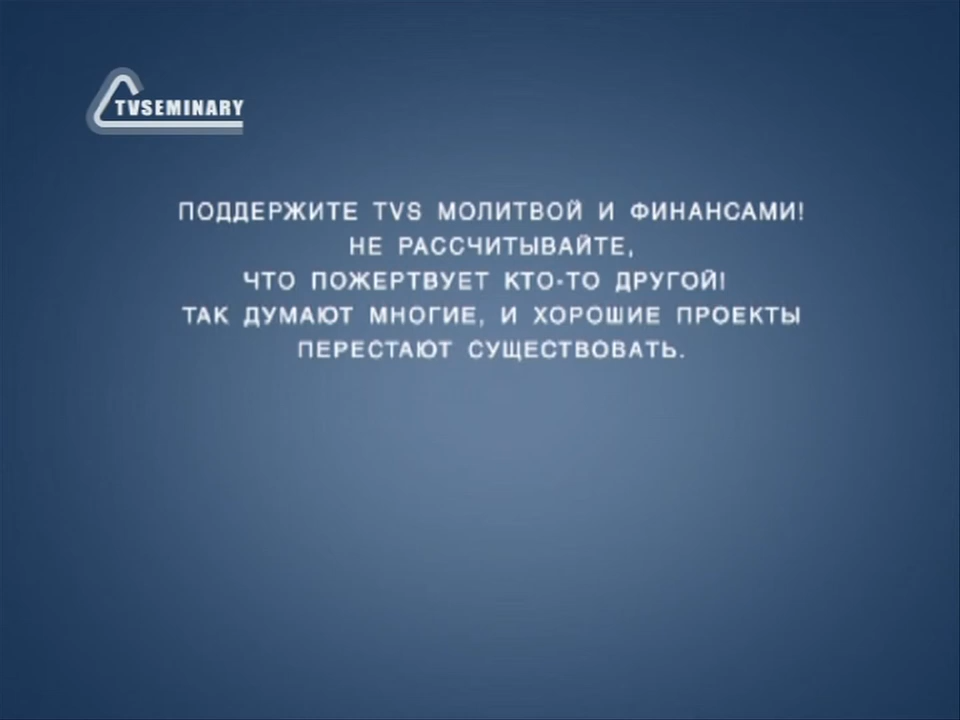 TVSEMINARY
ПОДДЕРЖИТЕ TVS МОЛИТВОЙ И ФИНАНСАМИ!
НЕ РАССЧИТЫВАЙТЕ,
ЧТО ПОЖЕРТВУЕТ КТО-ТО ДРУГОЙ!
ТАК ДУМАЮТ МНОГИЕ, И ХОРОШИЕ ПРОЕКТЫ
ПЕРЕСТАЮТ СУЩЕСТВОВАТЬ.